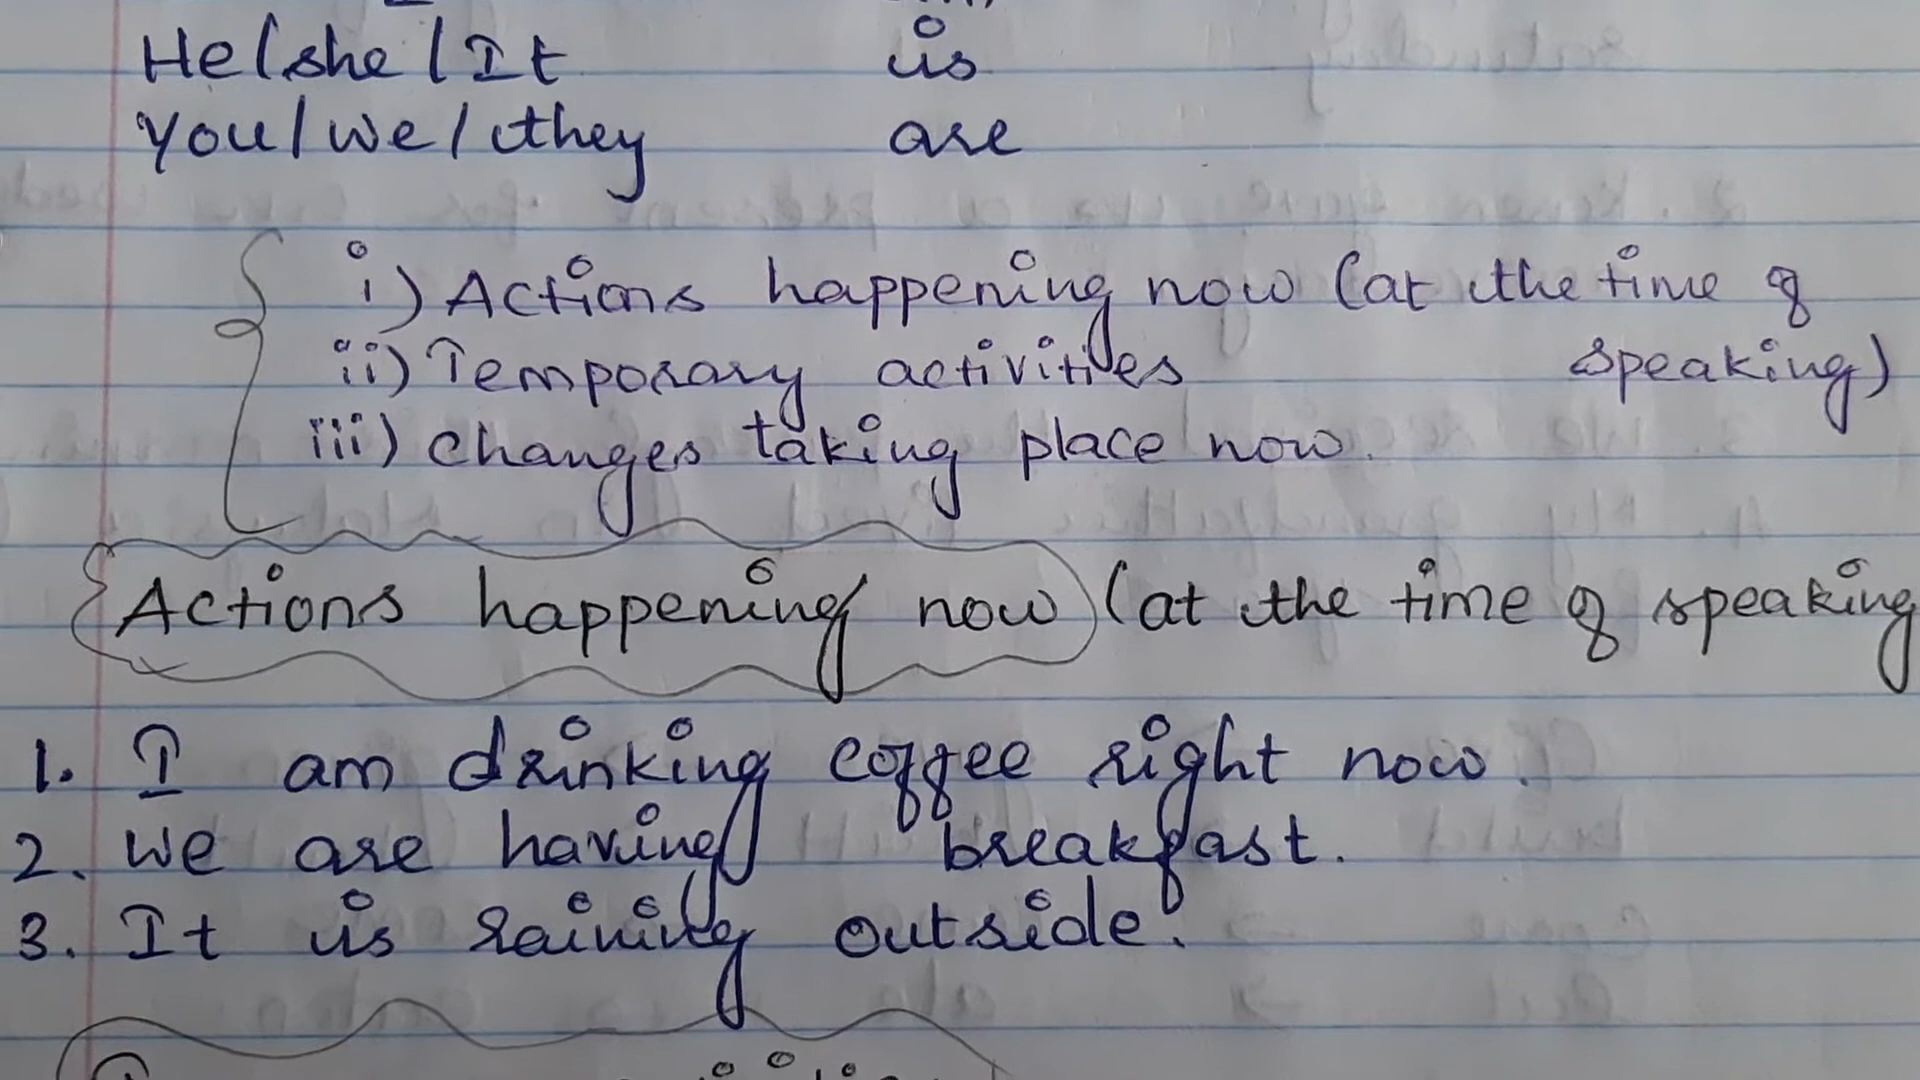 He/she/It is
You/we/they are
i) Actions happening now (at the time of
speaking)
ii) Temporary activities
iii) changes taking place now.
Actions happening now (at the time of speaking
1. I am drinking coffee right now.
2. We are having breakfast.
3. It is raining outside.